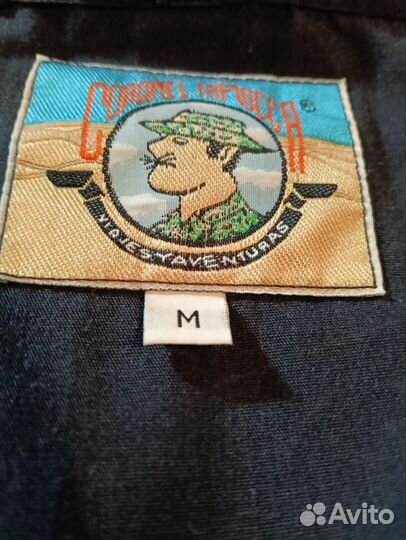 CORONEL TAPIOCCA®
VIAJES Y AVENTURAS
M
Avito